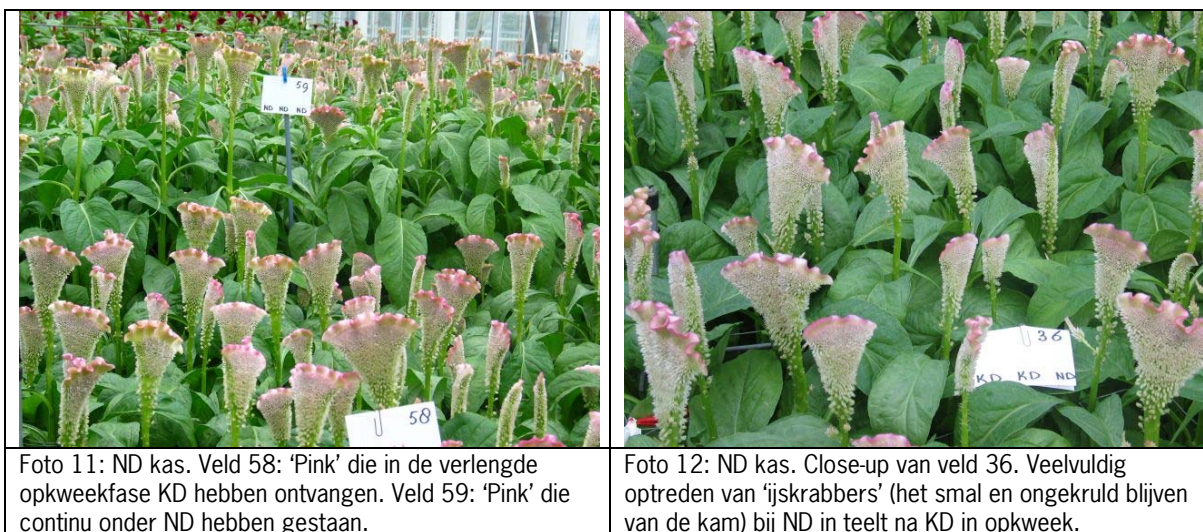 59
ND ND ND
58
36
KD KD ND
Foto 11: ND kas. Veld 58: ‘Pink’ die in de verlengde
opkweekfase KD hebben ontvangen. Veld 59: ‘Pink’ die
continu onder ND hebben gestaan.
Foto 12: ND kas. Close-up van veld 36. Veelvuldig
optreden van ‘ijskrabbers’ (het smal en ongekruld blijven
van de kam) bij ND in teelt na KD in opkweek.